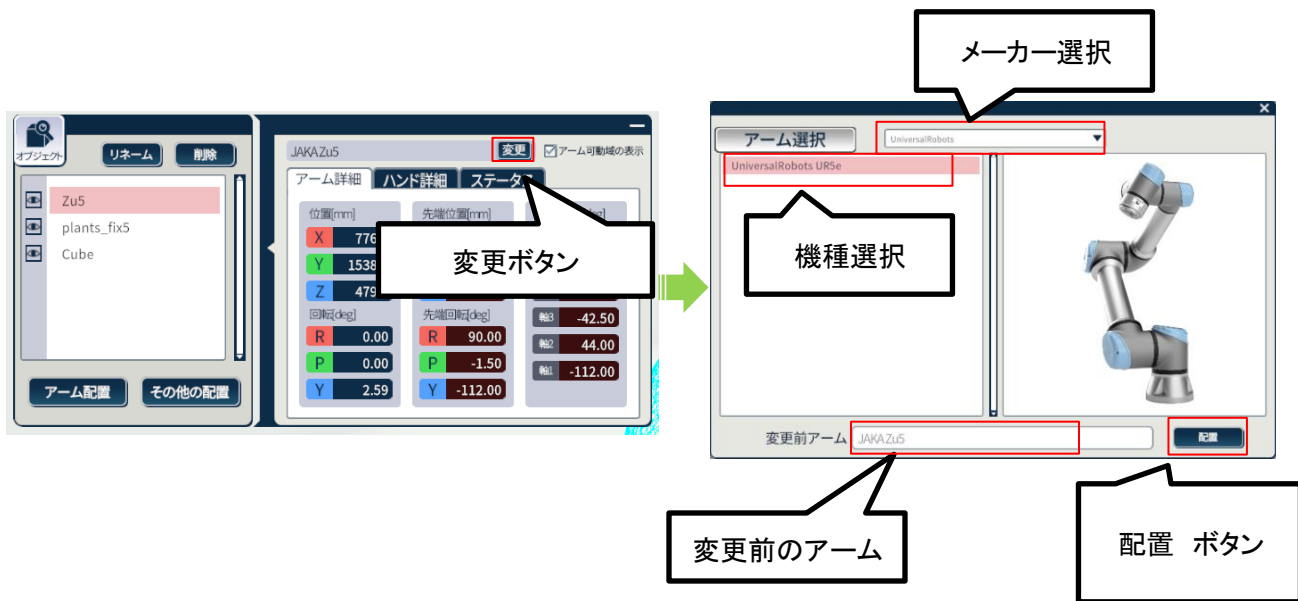 メーカー選択
オブジェクト
リネーム
削除
Zu5
plants_fix5
Cube
アーム配置
その他の配置
JAKA Zu5
変更
アーム可動域の表示
アーム詳細
ハンド詳細
位置[mm]
先端位置[mm]
X
Y 1538
Z
回転[deg]
先端回転[deg]
R 0.00
R 90.00
P 0.00
P -1.50
Y 2.59
Y -112.00
軸3 -42.50
軸2 44.00
軸1 -112.00
変更ボタン
アーム選択
UniversalRobots
UniversalRobots UR5e
機種選択
変更前アーム
JAKA Zu5
配置
変更前のアーム
配置 ボタン